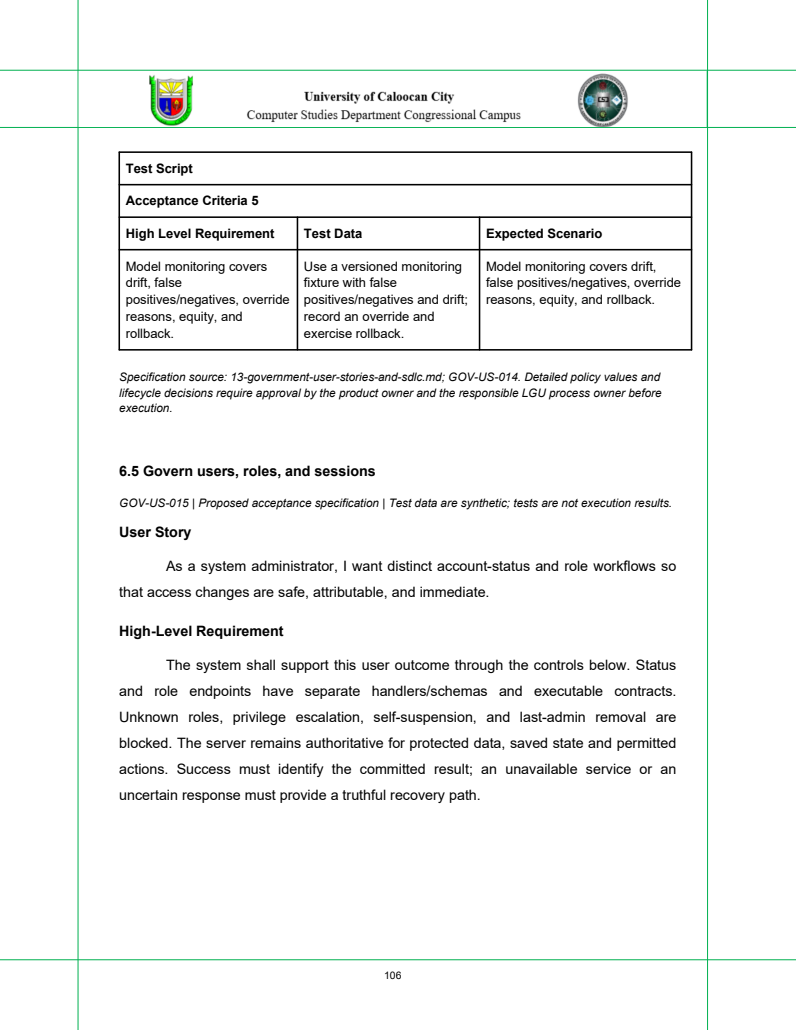 University of Caloocan City
Computer Studies Department Congressional Campus
Test Script
Acceptance Criteria 5
High Level Requirement
Test Data
Expected Scenario
Model monitoring covers
drift, false
positives/negatives, override
reasons, equity, and
rollback.
Use a versioned monitoring
fixture with false
positives/negatives and drift;
record an override and
exercise rollback.
Model monitoring covers drift,
false positives/negatives, override
reasons, equity, and rollback.
Specification source: 13-government-user-stories-and-sdlc.md; GOV-US-014. Detailed policy values and
lifecycle decisions require approval by the product owner and the responsible LGU process owner before
execution.
6.5 Govern users, roles, and sessions
GOV-US-015 | Proposed acceptance specification | Test data are synthetic; tests are not execution results.
User Story
As a system administrator, I want distinct account-status and role workflows so
that access changes are safe, attributable, and immediate.
High-Level Requirement
The system shall support this user outcome through the controls below. Status
and role endpoints have separate handlers/schemas and executable contracts.
Unknown roles, privilege escalation, self-suspension, and last-admin removal are
blocked. The server remains authoritative for protected data, saved state and permitted
actions. Success must identify the committed result; an unavailable service or an
uncertain response must provide a truthful recovery path.
106